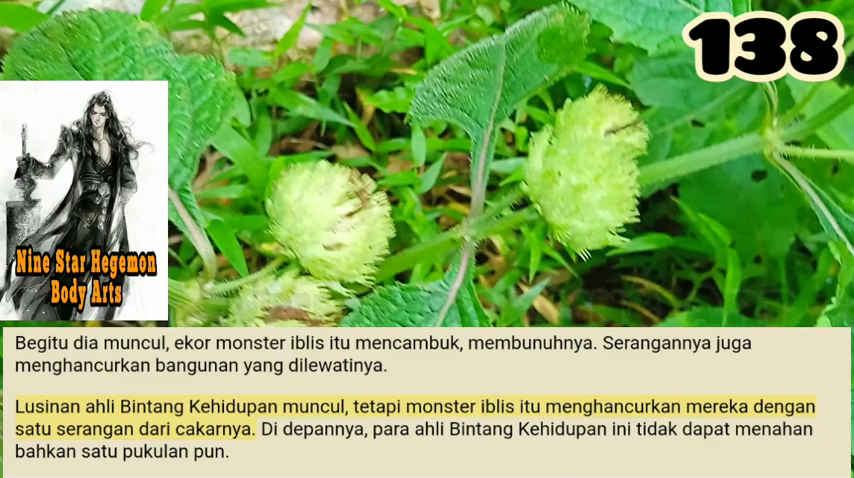 138
Nine Star Hegemon
Body Arts
Begitu dia muncul, ekor monster iblis itu mencambuk, membunuhnya. Serangannya juga
menghancurkan bangunan yang dilewatinya.
Lusinan ahli Bintang Kehidupan muncul, tetapi monster iblis itu menghancurkan mereka dengan
satu serangan dari cakarnya. Di depannya, para ahli Bintang Kehidupan ini tidak dapat menahan
bahkan satu pukulan pun.